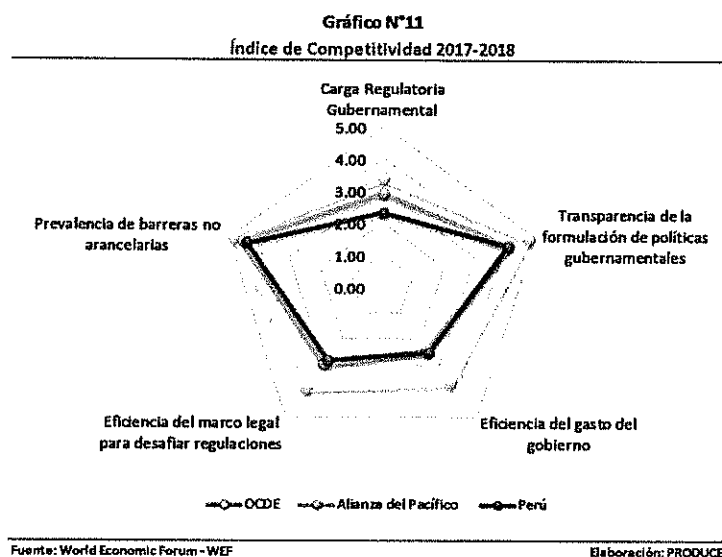 Gráfico N°11
Índice de Competitividad 2017-2018
Carga Regulatoria
Gubernamental
5.00
4.00
3.00
2.00
1.00
0.00
Prevalencia de barreras no
arancelarias
Transparencia de la
formulación de políticas
gubernamentales
Eficiencia del marco legal
para desafiar regulaciones
Eficiencia del gasto del
gobierno
OCDE
Alianza del Pacífico
Perú
Fuente: World Economic Forum - WEF
Elaboración: PRODUCE